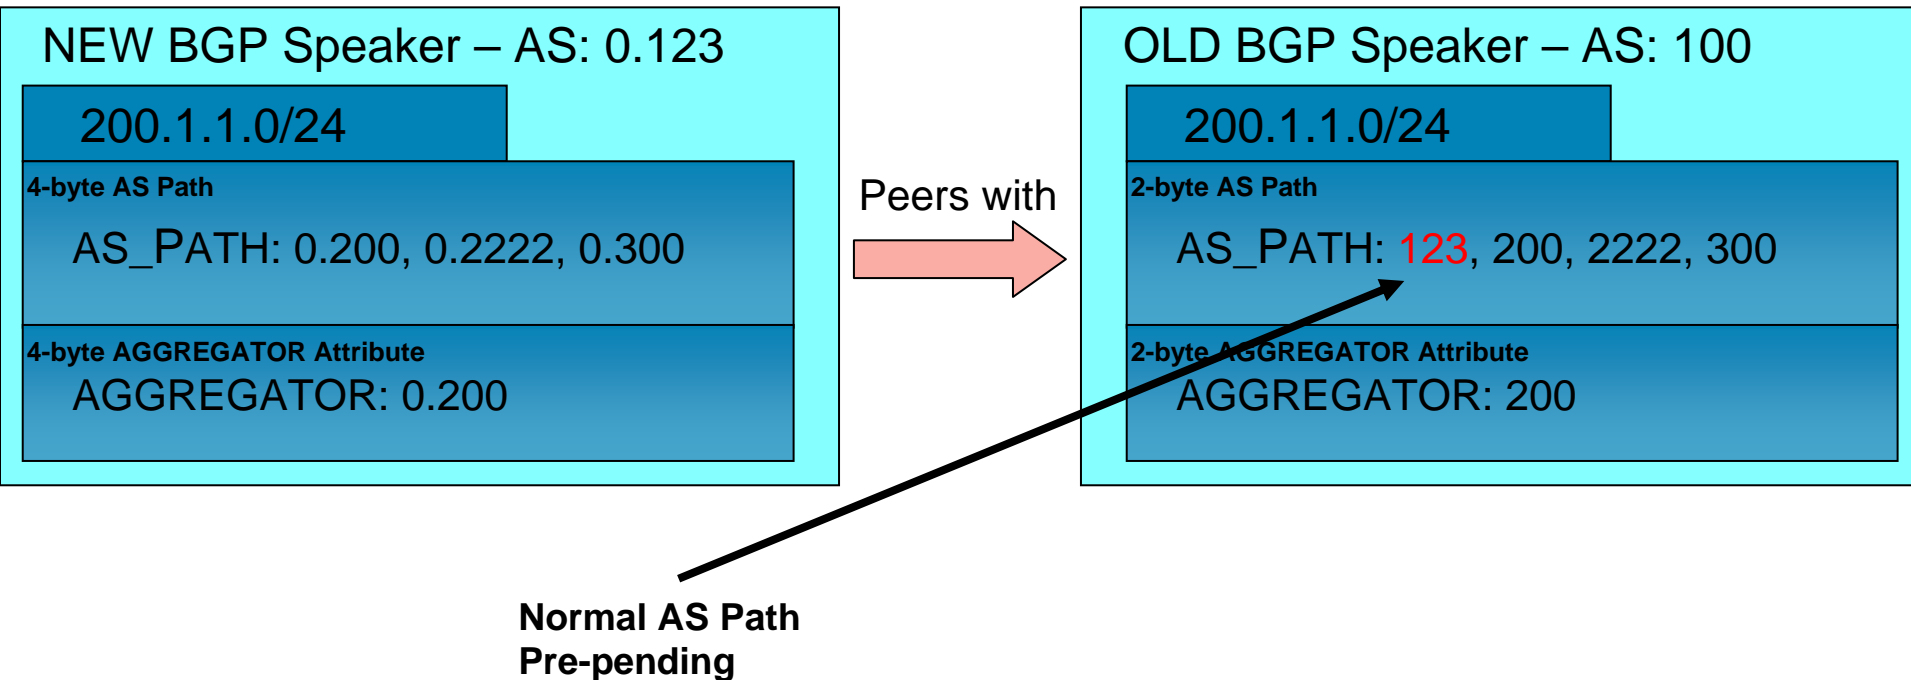 NEW BGP Speaker – AS: 0.123
200.1.1.0/24
4-byte AS Path
AS_PATH: 0.200, 0.2222, 0.300
4-byte AGGREGATOR Attribute
AGGREGATOR: 0.200
Peers with
OLD BGP Speaker – AS: 100
200.1.1.0/24
2-byte AS Path
AS_PATH: 123, 200, 2222, 300
2-byte AGGREGATOR Attribute
AGGREGATOR: 200
Normal AS Path
Pre-pending